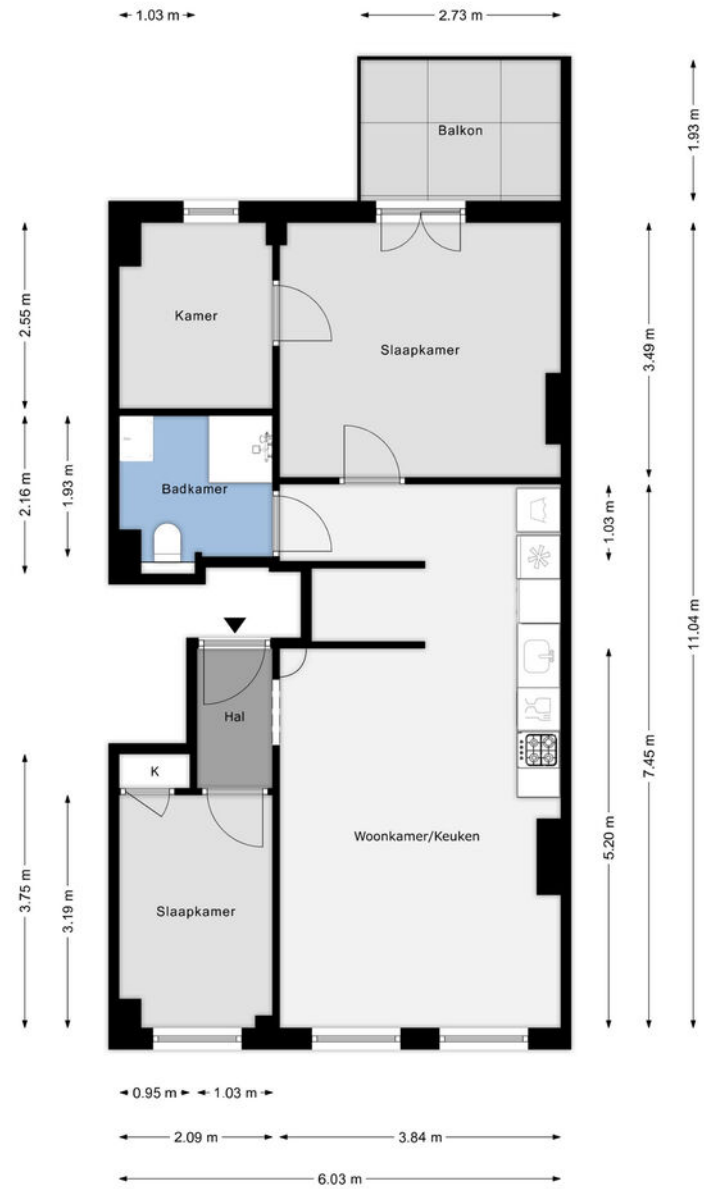 1.03 m
2.73 m
Balkon
1.93 m
Kamer
Slaapkamer
2.55 m
3.49 m
Badkamer
2.16 m
1.93 m
1.03 m
11.04 m
Hal
K
Woonkamer/Keuken
7.45 m
5.20 m
3.75 m
3.19 m
Slaapkamer
0.95 m
1.03 m
2.09 m
3.84 m
6.03 m